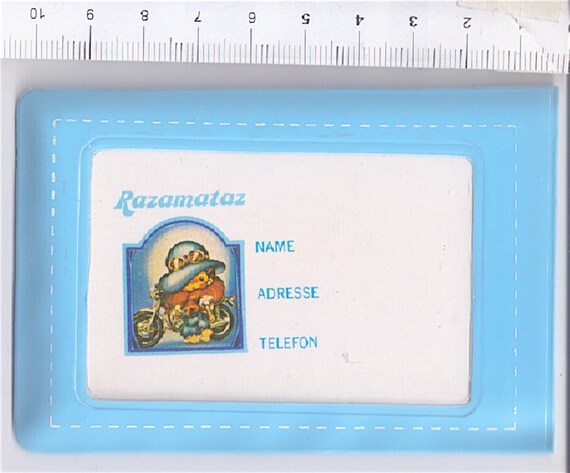 10 9 8 7 6 5 4 3 2
Razamataz
NAME
ADRESSE
TELEFON